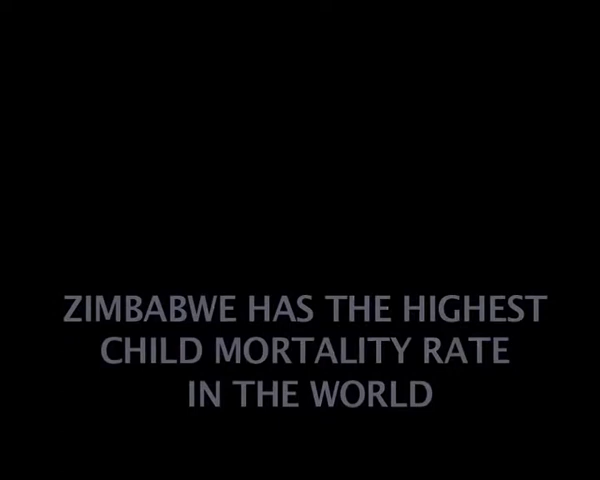 ZIMBABWE HAS THE HIGHEST
CHILD MORTALITY RATE
IN THE WORLD